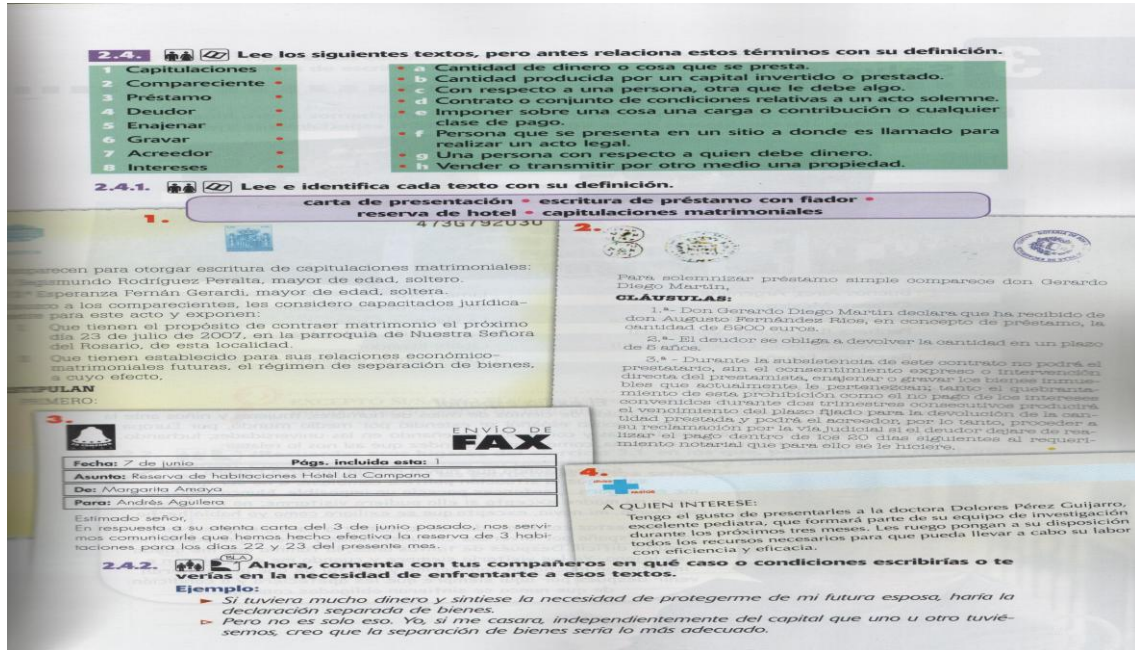 2.4. Lee los siguientes textos, pero antes relaciona estos términos con su definición.
1 Capitulaciones • • a Cantidad de dinero o cosa que se presta.
2 Compareciente • • b Cantidad producida por un capital invertido o prestado.
3 Préstamo • • c Con respecto a una persona, otra que le debe algo.
4 Deudor • • d Contrato o conjunto de condiciones relativas a un acto solemne.
5 Enajenar • • e Imponer sobre una cosa una carga o contribución o cualquier
clase de pago.
6 Gravar • • f Persona que se presenta en un sitio a donde es llamado para
realizar un acto legal.
7 Acreedor • • g Una persona con respecto a quien debe dinero.
8 Intereses • • h Vender o transmitir por otro medio una propiedad.
2.4.1. Lee e identifica cada texto con su definición.
carta de presentación • escritura de préstamo con fiador •
reserva de hotel • capitulaciones matrimoniales
1.
4736792030
parecen para otorgar escritura de capitulaciones matrimoniales:
Rodríguez Peralta, mayor de edad, soltero.
Esperanza Fernán Gerardi, mayor de edad, soltera.
a los comparecientes, les considero capacitados jurídica-
para este acto y exponen:
Que tienen el propósito de contraer matrimonio el próximo
día 23 de julio de 2007, en la parroquia de Nuestra Señora
del Rosario, de esta localidad.
Que tienen establecido para sus relaciones económico-
matrimoniales futuras, el régimen de separación de bienes,
a cuyo efecto,
PULAN
PRIMERO:
2.
Para solemnizar préstamo simple comparece don Gerardo
Diego Martín,
CLÁUSULAS:
1.ª- Don Gerardo Diego Martín declara que ha recibido de
don Augusto Fernández Ríos, en concepto de préstamo, la
cantidad de 5900 euros.
2.ª- El deudor se obliga a devolver la cantidad en un plazo
de 5 años.
3.ª - Durante la subsistencia de este contrato no podrá el
prestatario, sin el consentimiento expreso o intervención
directa del prestamista, enajenar o gravar los bienes inmue-
bles que actualmente le pertenezcan; tanto el quebranta-
miento de esta prohibición como el no pago de los intereses
convenidos durante dos trimestres consecutivos producirá
el vencimiento del plazo fijado para la devolución de la can-
tidad prestada y podrá el acreedor, por lo tanto, proceder a
su reclamación por la vía judicial si el deudor dejare de rea-
lizar el pago dentro de los 20 días siguientes al requeri-
miento notarial que para ello se le hiciere.
3.
ENVÍO DE
FAX
Fecha: 7 de junio Págs. incluida esta: 1
Asunto: Reserva de habitaciones Hotel La Campana
De: Margarita Amaya
Para: Andrés Aguilera
Estimado señor,
En respuesta a su atenta carta del 3 de junio pasado, nos servi-
mos comunicarle que hemos hecho efectiva la reserva de 3 habi-
taciones para los días 22 y 23 del presente mes.
4.
A QUIEN INTERESE:
Tengo el gusto de presentarles a la doctora Dolores Pérez Guijarro,
excelente pediatra, que formará parte de su equipo de investigación
durante los próximos tres meses. Les ruego pongan a su disposición
todos los recursos necesarios para que pueda llevar a cabo su labor
con eficiencia y eficacia.
2.4.2. BLA Ahora, comenta con tus compañeros en qué caso o condiciones escribirías o te
verías en la necesidad de enfrentarte a esos textos.
Ejemplo:
Si tuviera mucho dinero y sintiese la necesidad de protegerme de mi futura esposa, haría la
declaración separada de bienes.
Pero no es solo eso. Yo, si me casara, independientemente del capital que uno u otro tuvié-
semos, creo que la separación de bienes sería lo más adecuado.